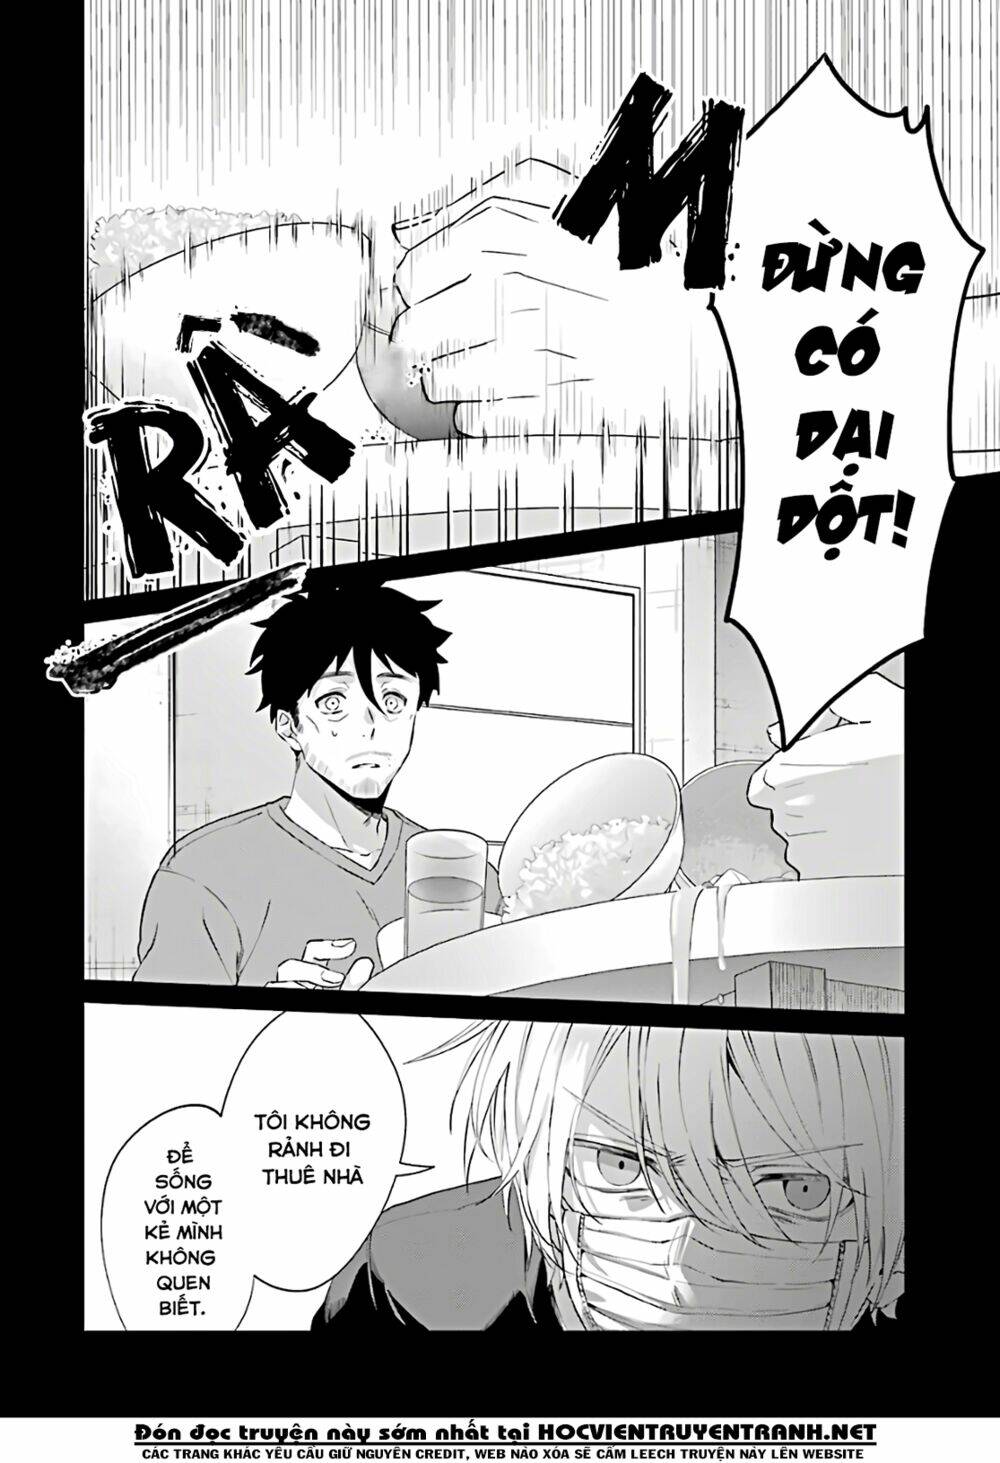 ĐỪNG
CÓ
DẠI
DỘT!
RẦM
TÔI KHÔNG
RẢNH ĐI
THUÊ NHÀ
ĐỂ
SỐNG
VỚI MỘT
KẺ MÌNH
KHÔNG
QUEN
BIẾT.
Đón đọc truyện này sớm nhất tại HOCVIENTRUYENTRANH.NET
CÁC TRANG KHÁC YÊU CẦU GIỮ NGUYÊN CREDIT, WEB NÀO XÓA SẼ CẤM LEECH TRUYỆN NÀY LÊN WEBSITE